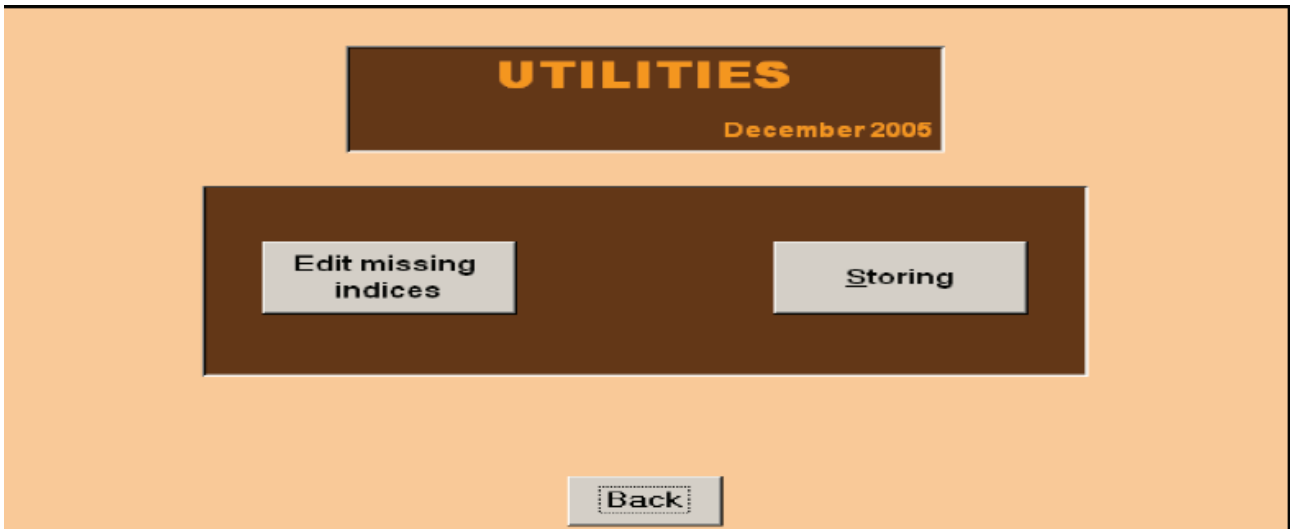 UTILITIES
December 2005
Edit missing
indices
Storing
Back